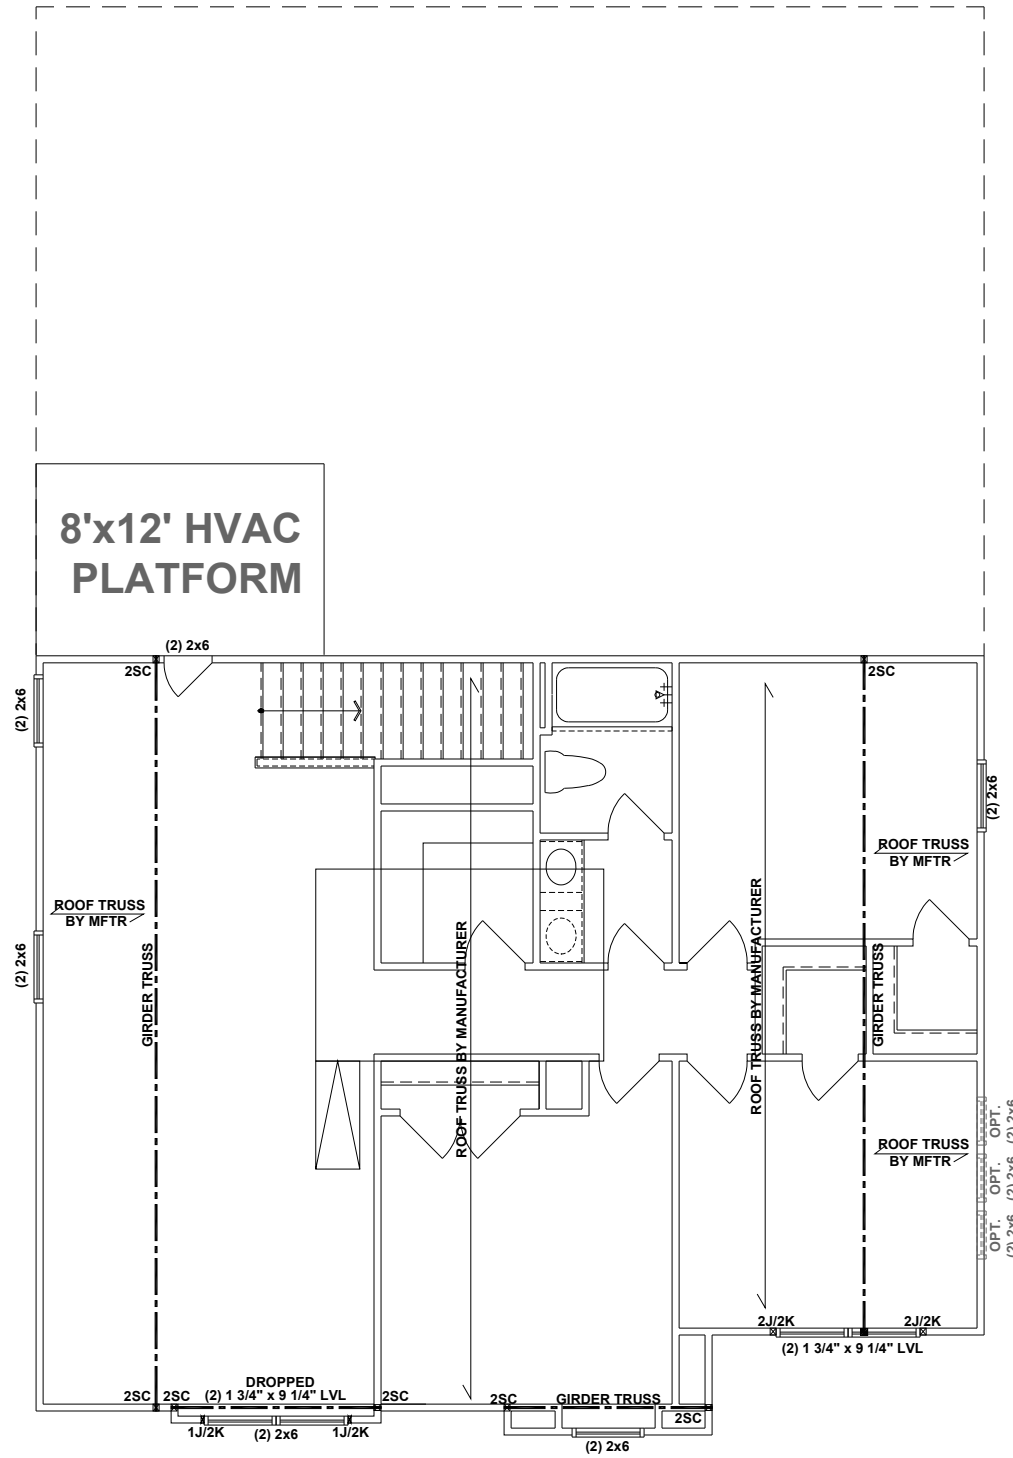 8'x12' HVAC
PLATFORM
(2) 2x6
2SC
2SC
(2) 2x6
(2) 2x6
ROOF TRUSS
BY MFTR
ROOF TRUSS
BY MFTR
(2) 2x6
GIRDER TRUSS
ROOF TRUSS BY MANUFACTURER
ROOF TRUSS BY MANUFACTURER
GIRDER TRUSS
ROOF TRUSS
BY MFTR
OPT.
(2) 2x6
OPT.
(2) 2x6
OPT.
(2) 2x6
2J/2K
2J/2K
(2) 1 3/4" x 9 1/4" LVL
DROPPED
(2) 1 3/4" x 9 1/4" LVL
2SC
2SC
2SC
2SC
GIRDER TRUSS
2SC
1J/2K
(2) 2x6
1J/2K
(2) 2x6